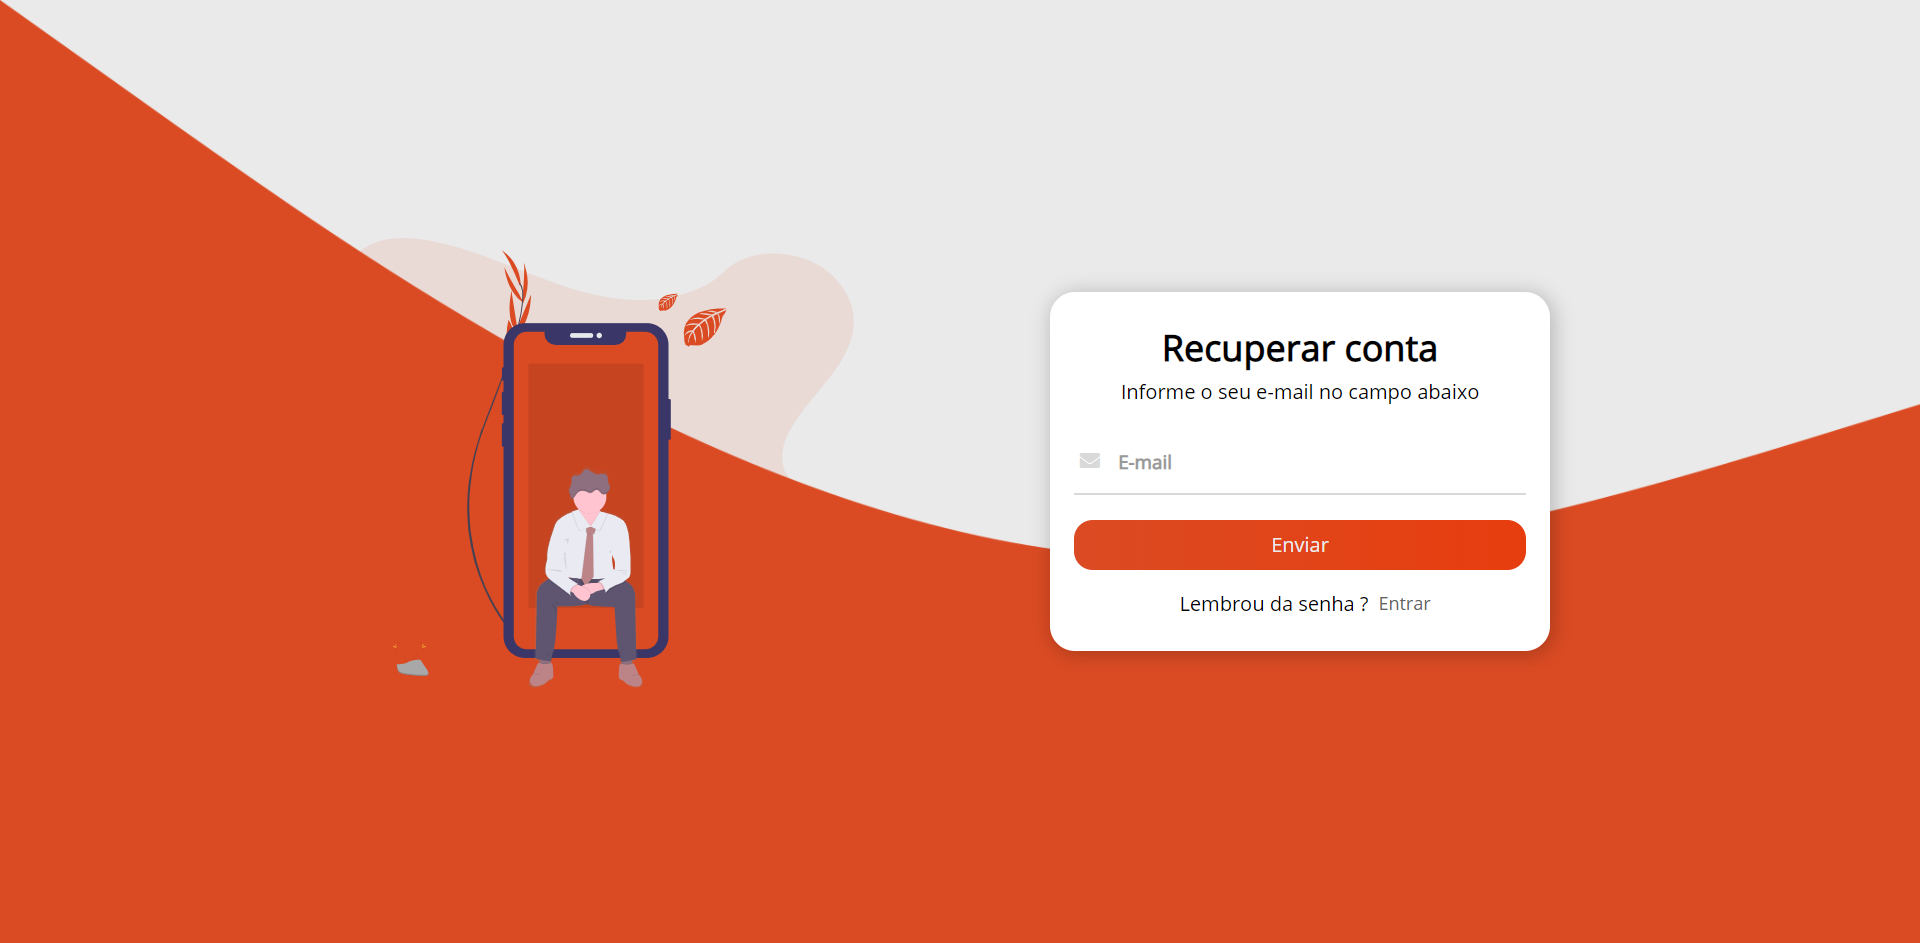 Recuperar conta
Informe o seu e-mail no campo abaixo
E-mail
Enviar
Lembrou da senha ? Entrar